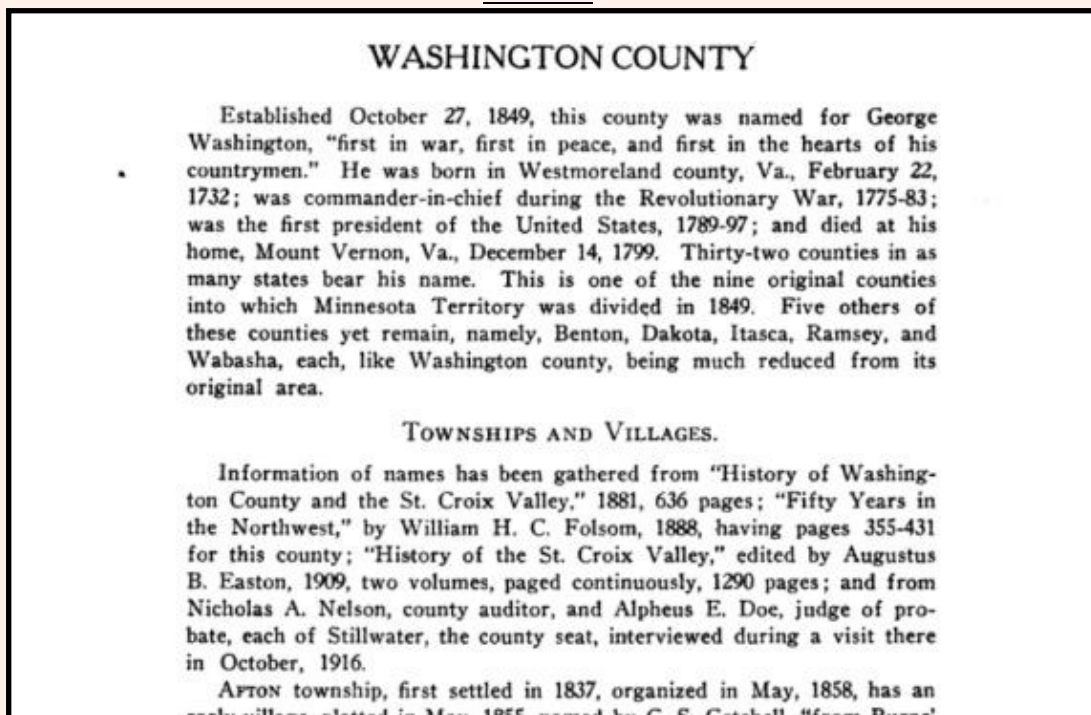 WASHINGTON COUNTY
Established October 27, 1849, this county was named for George
Washington, "first in war, first in peace, and first in the hearts of his
countrymen." He was born in Westmoreland county, Va., February 22,
1732; was commander-in-chief during the Revolutionary War, 1775-83;
was the first president of the United States, 1789-97; and died at his
home, Mount Vernon, Va., December 14, 1799. Thirty-two counties in as
many states bear his name. This is one of the nine original counties
into which Minnesota Territory was divided in 1849. Five others of
these counties yet remain, namely, Benton, Dakota, Itasca, Ramsey, and
Wabasha, each, like Washington county, being much reduced from its
original area.
TOWNSHIPS AND VILLAGES.
Information of names has been gathered from "History of Washing-
ton County and the St. Croix Valley," 1881, 636 pages; "Fifty Years in
the Northwest," by William H. C. Folsom, 1888, having pages 355-431
for this county; "History of the St. Croix Valley," edited by Augustus
B. Easton, 1909, two volumes, paged continuously, 1290 pages; and from
Nicholas A. Nelson, county auditor, and Alpheus E. Doe, judge of pro-
bate, each of Stillwater, the county seat, interviewed during a visit there
in October, 1916.
AFTON township, first settled in 1837, organized in May, 1858, has an